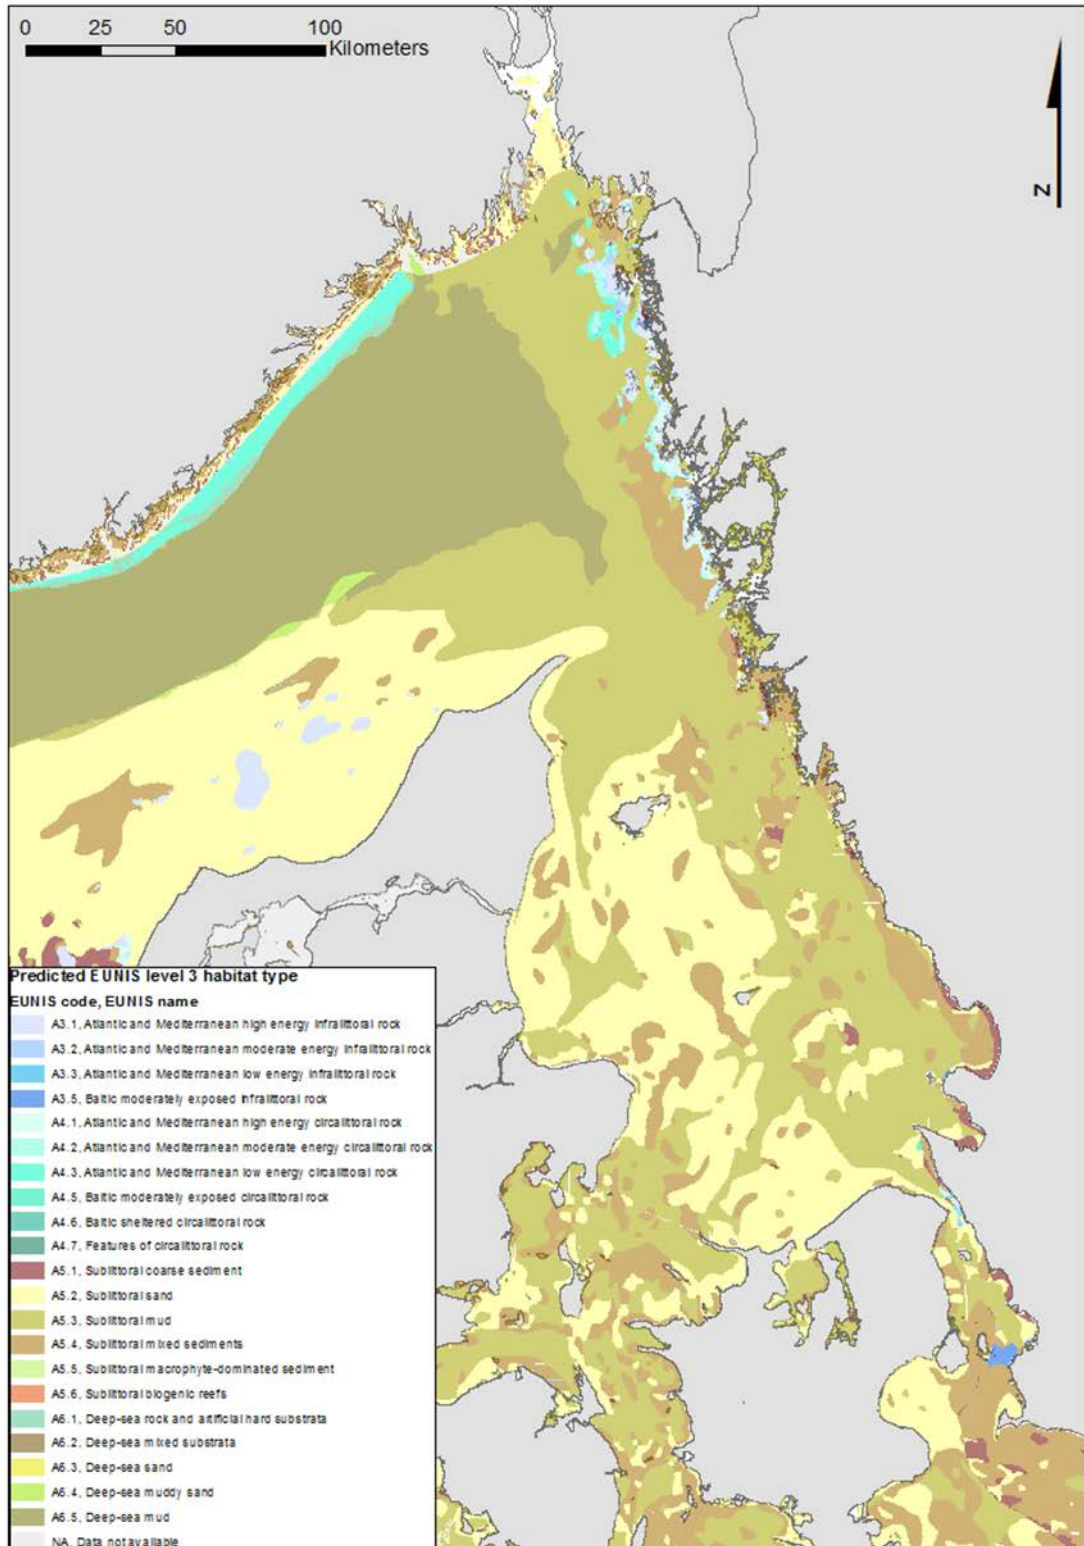 0 25 50 100
Kilometers
N
Predicted EUNIS level 3 habitat type
EUNIS code, EUNIS name
A3.1, Atlantic and Mediterranean high energy infralittoral rock
A3.2, Atlantic and Mediterranean moderate energy infralittoral rock
A3.3, Atlantic and Mediterranean low energy infralittoral rock
A3.5, Baltic moderately exposed infralittoral rock
A4.1, Atlantic and Mediterranean high energy circalittoral rock
A4.2, Atlantic and Mediterranean moderate energy circalittoral rock
A4.3, Atlantic and Mediterranean low energy circalittoral rock
A4.5, Baltic moderately exposed circalittoral rock
A4.6, Baltic sheltered circalittoral rock
A4.7, Features of circalittoral rock
A5.1, Sublittoral coarse sediment
A5.2, Sublittoral sand
A5.3, Sublittoral mud
A5.4, Sublittoral mixed sediments
A5.5, Sublittoral macrophyte-dominated sediment
A5.6, Sublittoral biogenic reefs
A6.1, Deep-sea rock and artificial hard substrata
A6.2, Deep-sea mixed substrata
A6.3, Deep-sea sand
A6.4, Deep-sea muddy sand
A6.5, Deep-sea mud
NA, Data not available